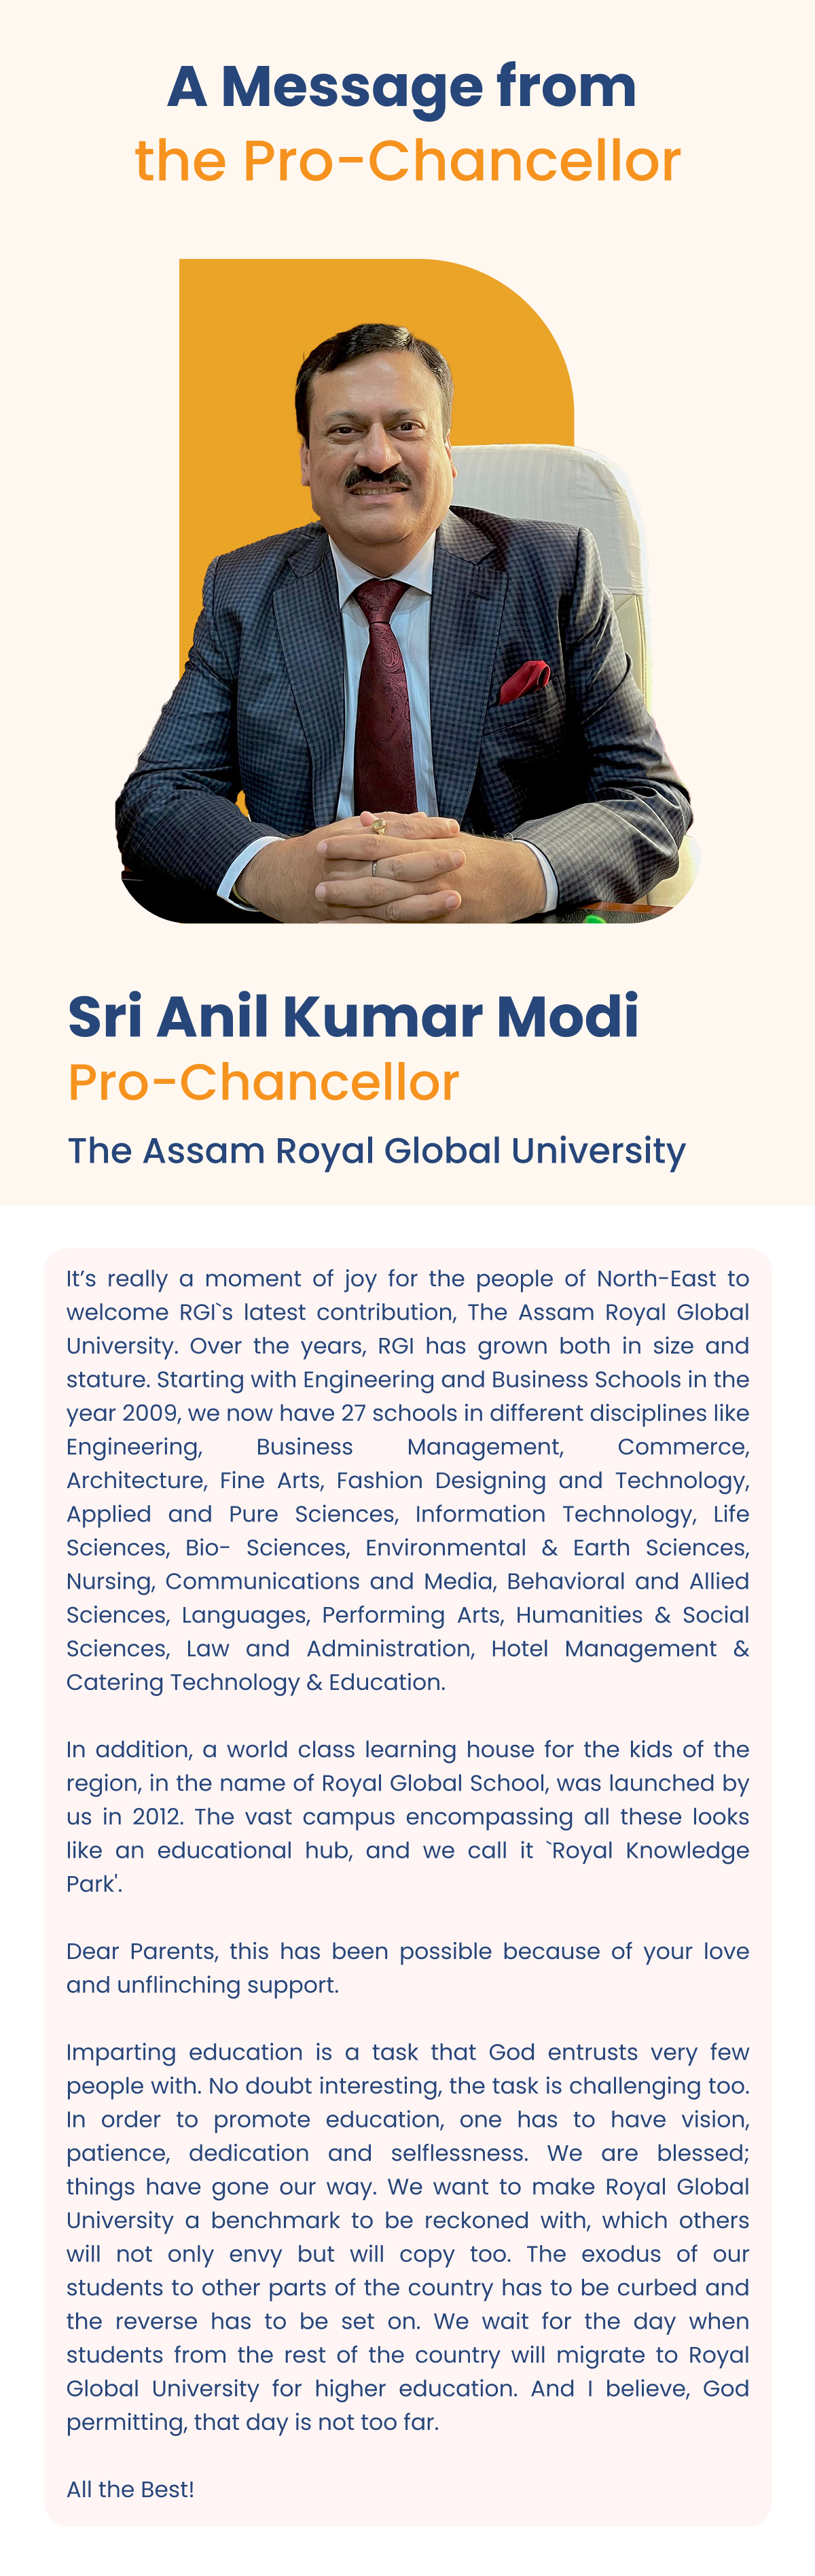 A Message from
the Pro-Chancellor
Sri Anil Kumar Modi
Pro-Chancellor
The Assam Royal Global University
It’s really a moment of joy for the people of North-East to
welcome RGI`s latest contribution, The Assam Royal Global
University. Over the years, RGI has grown both in size and
stature. Starting with Engineering and Business Schools in the
year 2009, we now have 27 schools in different disciplines like
Engineering, Business Management, Commerce,
Architecture, Fine Arts, Fashion Designing and Technology,
Applied and Pure Sciences, Information Technology, Life
Sciences, Bio- Sciences, Environmental & Earth Sciences,
Nursing, Communications and Media, Behavioral and Allied
Sciences, Languages, Performing Arts, Humanities & Social
Sciences, Law and Administration, Hotel Management &
Catering Technology & Education.
In addition, a world class learning house for the kids of the
region, in the name of Royal Global School, was launched by
us in 2012. The vast campus encompassing all these looks
like an educational hub, and we call it `Royal Knowledge
Park'.
Dear Parents, this has been possible because of your love
and unflinching support.
Imparting education is a task that God entrusts very few
people with. No doubt interesting, the task is challenging too.
In order to promote education, one has to have vision,
patience, dedication and selflessness. We are blessed;
things have gone our way. We want to make Royal Global
University a benchmark to be reckoned with, which others
will not only envy but will copy too. The exodus of our
students to other parts of the country has to be curbed and
the reverse has to be set on. We wait for the day when
students from the rest of the country will migrate to Royal
Global University for higher education. And I believe, God
permitting, that day is not too far.
All the Best!